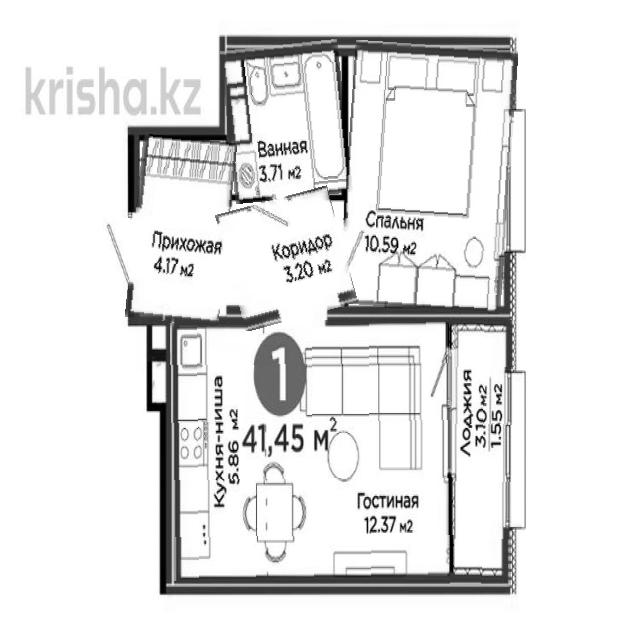 krisha.kz
Ванная
3.71 м2
Спальня
10.59 м2
Прихожая
4.17 м2
Коридор
3.20 м2
1
41,45 м2
Кухня-ниша
5.86 м2
Гостиная
12.37 м2
Лоджия
3.10 м2
1.55 м2